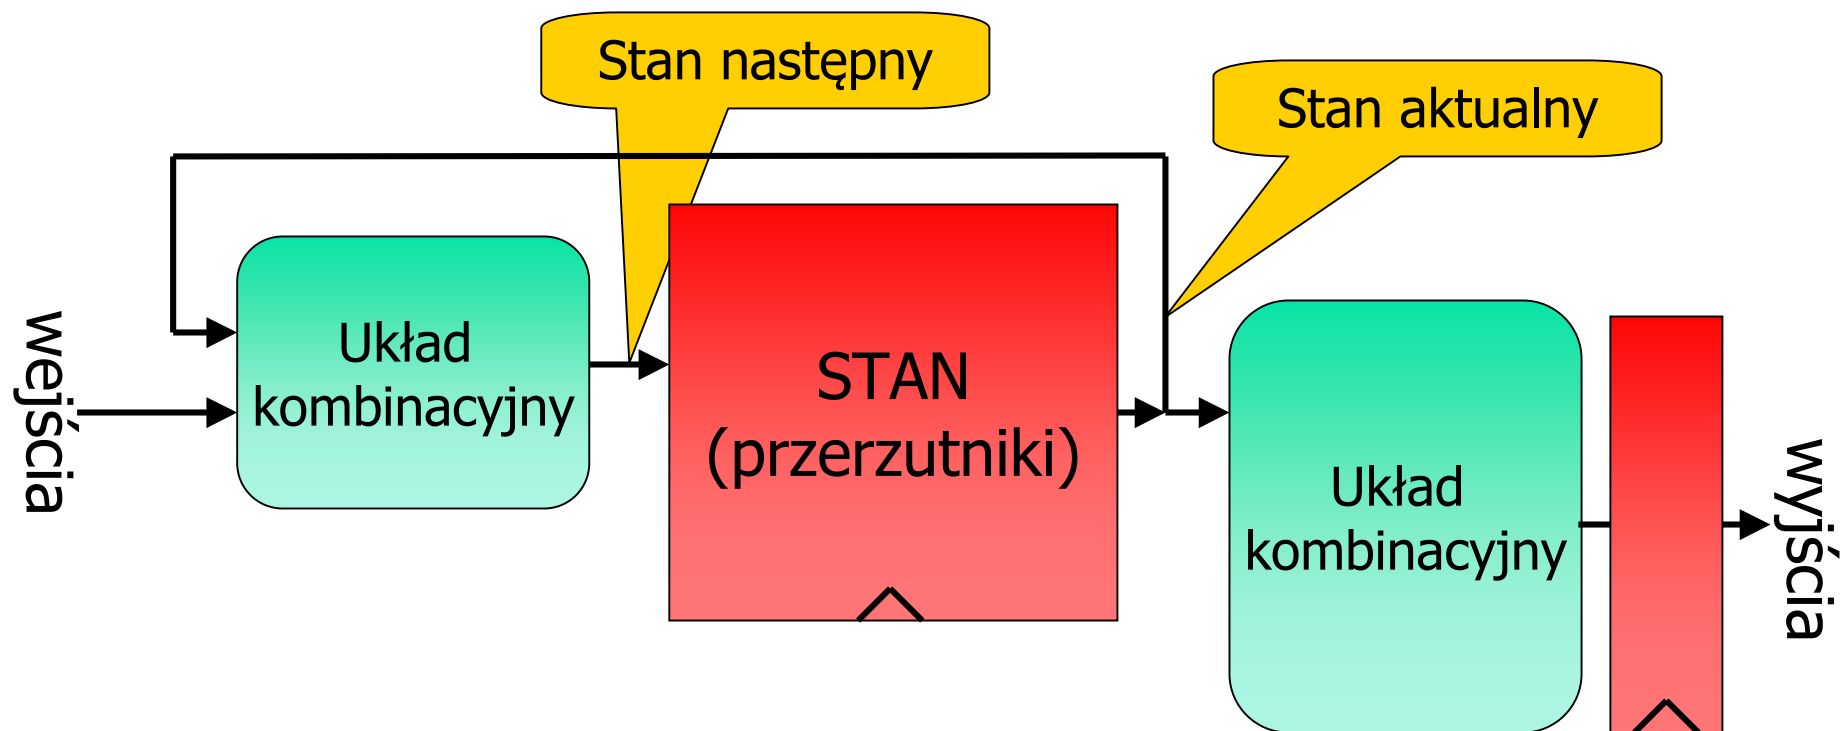 Stan następny
Stan aktualny
wejścia
Układ
kombinacyjny
STAN
(przerzutniki)
Układ
kombinacyjny
wyjścia